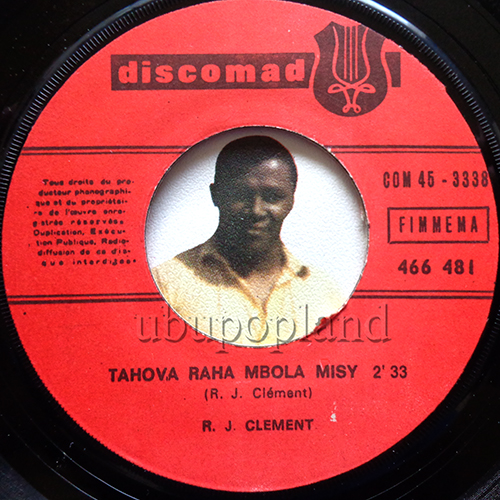 discomad
Tous droits du pro-
ducteur phonographi-
que et du propriétai-
re de l'œuvre enre-
gistrée réservés.
Duplication, Exécu-
tion Publique, Radio-
diffusion de ce dis-
que interdites.
COM 45 - 3338
FIMMEMA
466 481
ubupopland
TAHOVA RAHA MBOLA MISY 2'33
(R. J. Clément)
R. J. CLEMENT